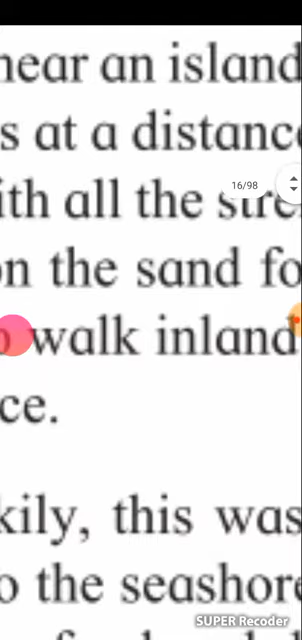 near an island
s at a distance
16/98
ith all the stre
on the sand fo
walk inland
ce.
kily, this was
o the seashore
SUPER Recoder